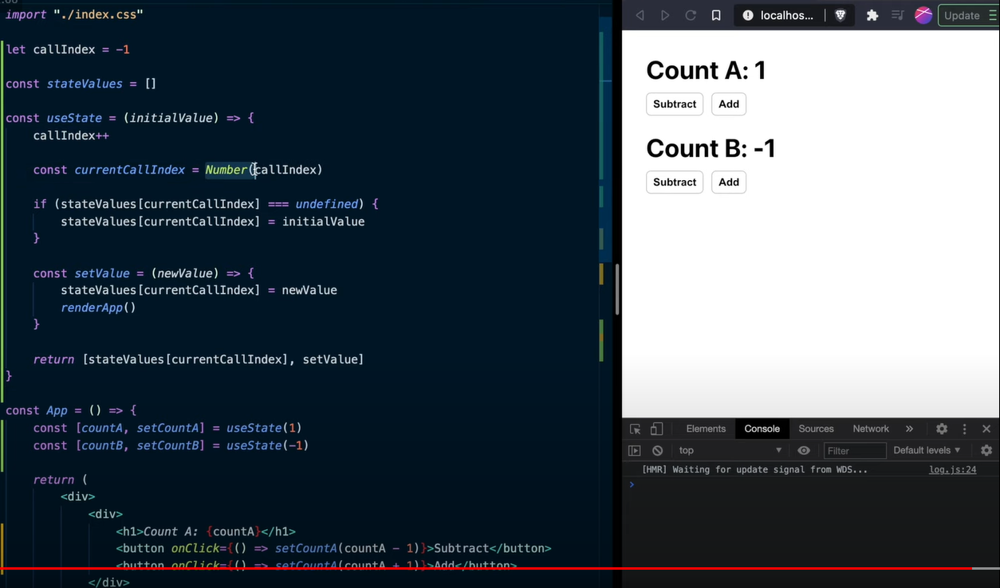 import "./index.css"
let callIndex = -1
const stateValues = []
const useState = (initialValue) => {
callIndex++
const currentCallIndex = Number(callIndex)
if (stateValues[currentCallIndex] === undefined) {
stateValues[currentCallIndex] = initialValue
}
const setValue = (newValue) => {
stateValues[currentCallIndex] = newValue
renderApp()
}
return [stateValues[currentCallIndex], setValue]
}
const App = () => {
const [countA, setCountA] = useState(1)
const [countB, setCountB] = useState(-1)
return (
<div>
<div>
<h1>Count A: {countA}</h1>
<button onClick={() => setCountA(countA - 1)}>Subtract</button>
<button onClick={() => setCountA(countA + 1)}>Add</button>
</div>
localhos...
Update
Count A: 1
Subtract Add
Count B: -1
Subtract Add
Elements Console Sources Network »
top Filter Default levels
[HMR] Waiting for update signal from WDS... log.js:24